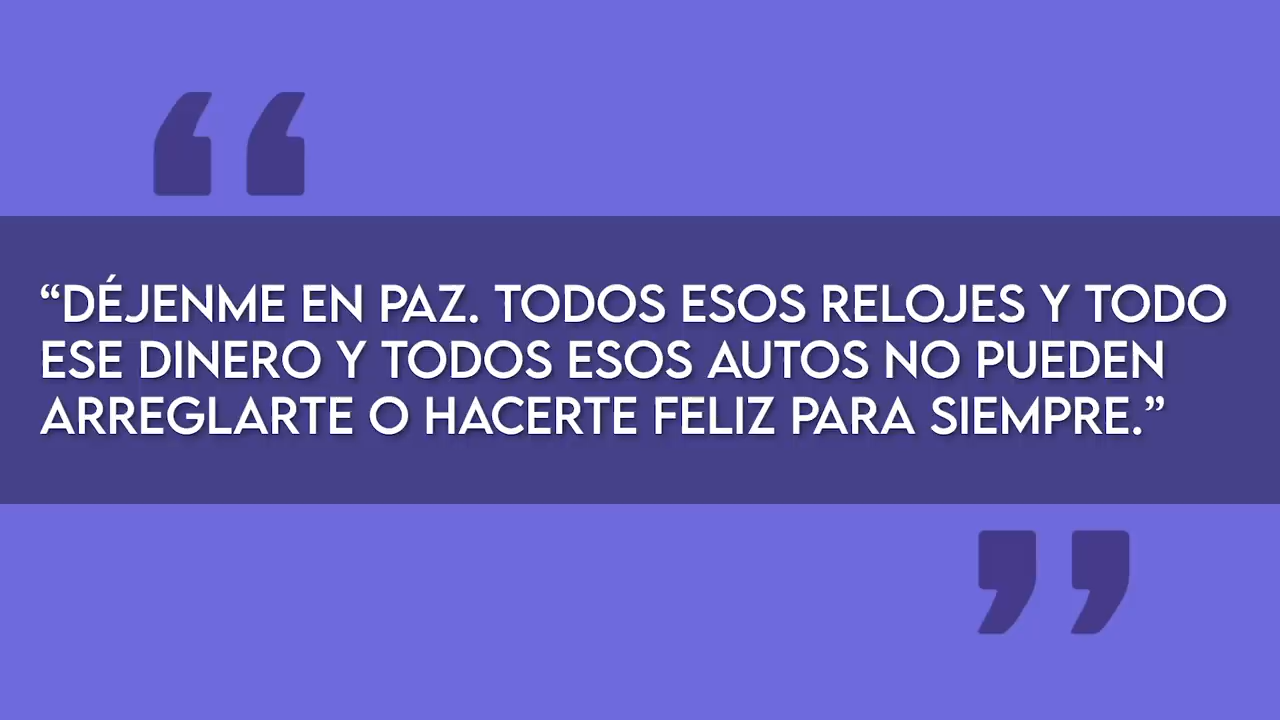 “DÉJENME EN PAZ. TODOS ESOS RELOJES Y TODO
ESE DINERO Y TODOS ESOS AUTOS NO PUEDEN
ARREGLARTE O HACERTE FELIZ PARA SIEMPRE.”